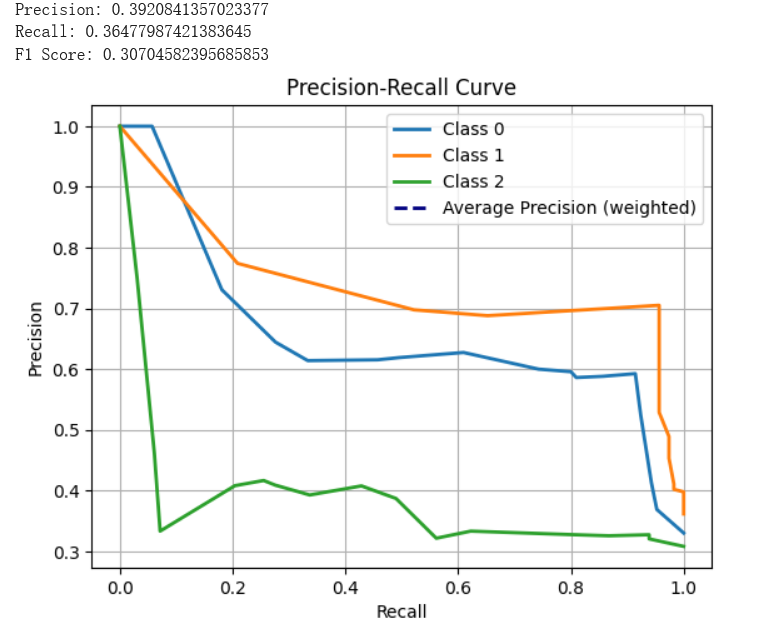 Precision: 0.3920841357023377
Recall: 0.36477987421383645
F1 Score: 0.30704582395685853
Precision-Recall Curve
1.0
0.9
0.8
0.7
0.6
0.5
0.4
0.3
Precision
Class 0
Class 1
Class 2
Average Precision (weighted)
0.0 0.2 0.4 0.6 0.8 1.0
Recall